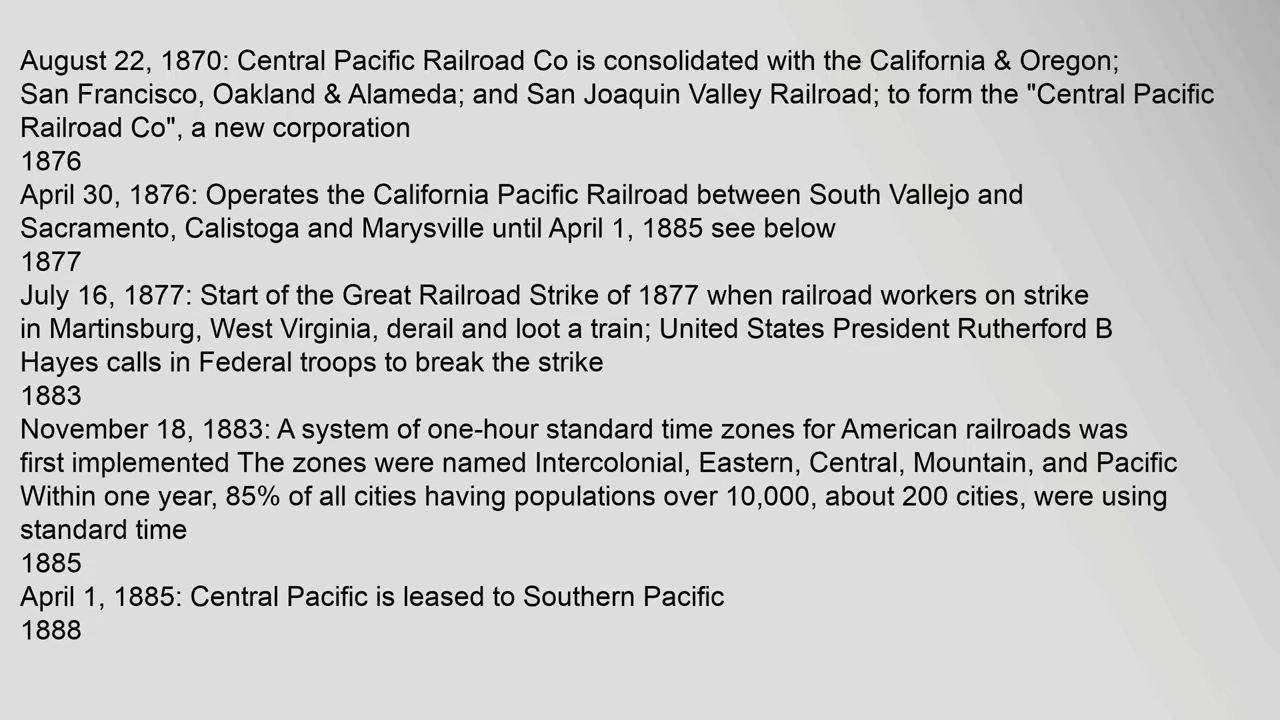 August 22, 1870: Central Pacific Railroad Co is consolidated with the California & Oregon;
San Francisco, Oakland & Alameda; and San Joaquin Valley Railroad; to form the "Central Pacific
Railroad Co", a new corporation
1876
April 30, 1876: Operates the California Pacific Railroad between South Vallejo and
Sacramento, Calistoga and Marysville until April 1, 1885 see below
1877
July 16, 1877: Start of the Great Railroad Strike of 1877 when railroad workers on strike
in Martinsburg, West Virginia, derail and loot a train; United States President Rutherford B
Hayes calls in Federal troops to break the strike
1883
November 18, 1883: A system of one-hour standard time zones for American railroads was
first implemented The zones were named Intercolonial, Eastern, Central, Mountain, and Pacific
Within one year, 85% of all cities having populations over 10,000, about 200 cities, were using
standard time
1885
April 1, 1885: Central Pacific is leased to Southern Pacific
1888